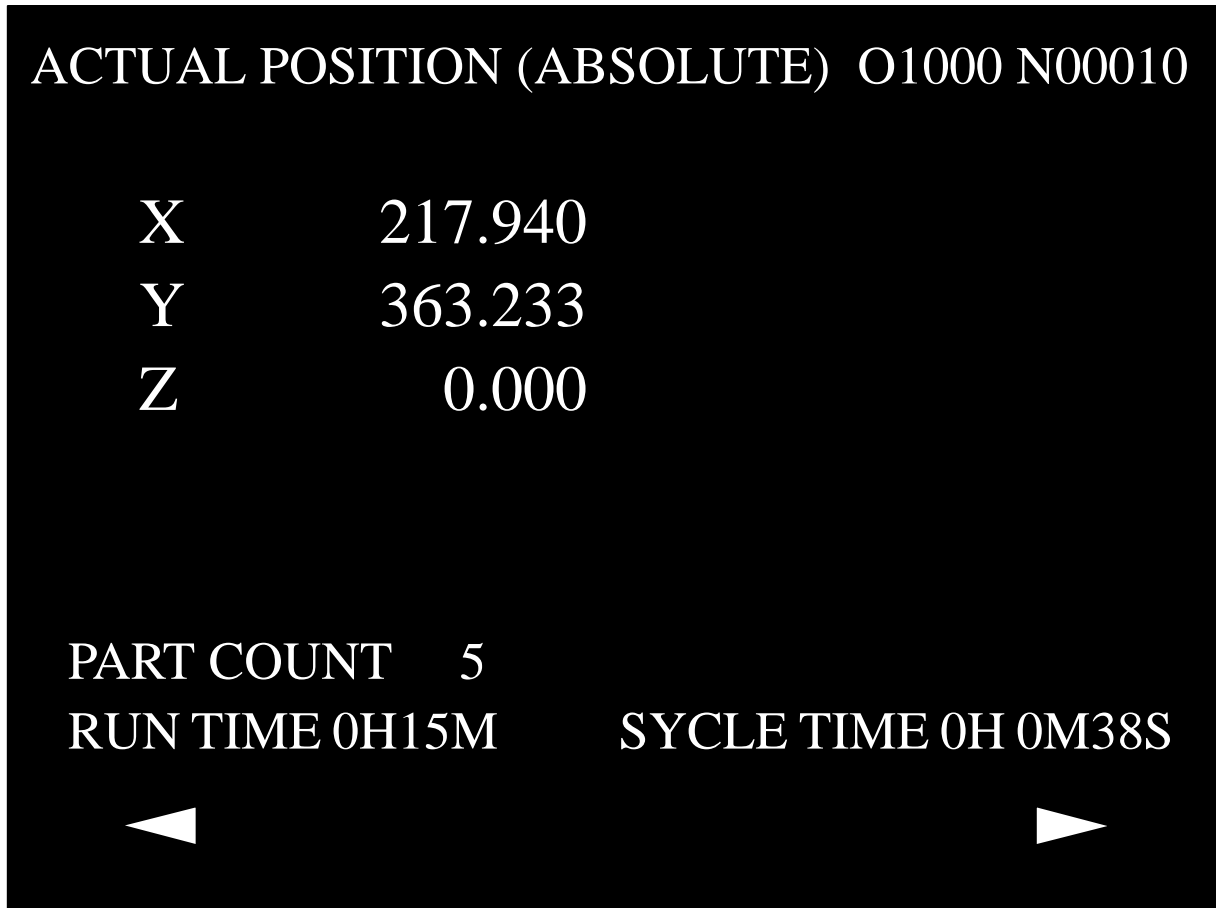 ACTUAL POSITION (ABSOLUTE) O1000 N00010
X 217.940
Y 363.233
Z 0.000
PART COUNT 5
RUN TIME 0H15M SYCLE TIME 0H 0M38S